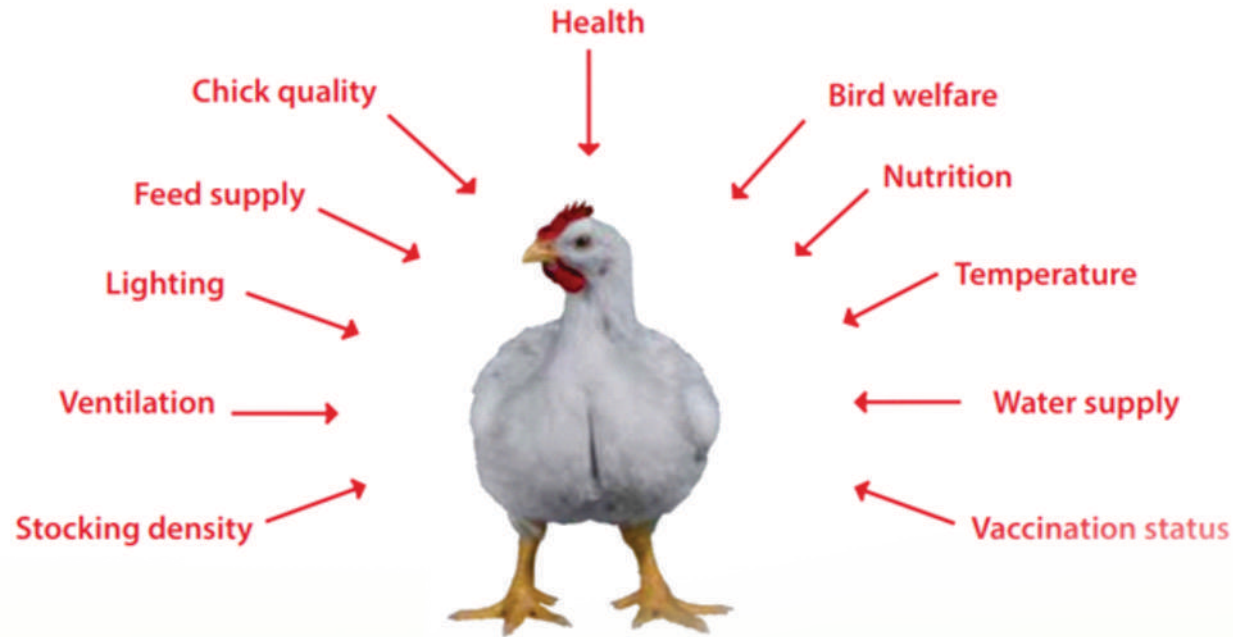 Health
Chick quality
Bird welfare
Feed supply
Nutrition
Lighting
Temperature
Ventilation
Water supply
Stocking density
Vaccination status